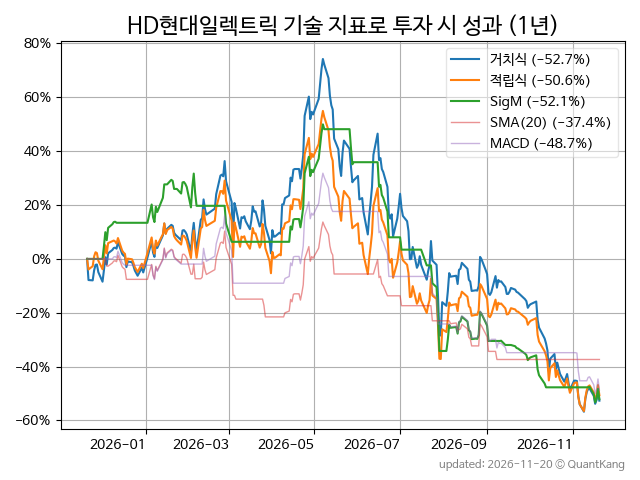 HD현대일렉트릭 기술 지표로 투자 시 성과 (1년)
80%
60%
40%
20%
0%
−20%
−40%
−60%
거치식 (−52.7%)
적립식 (−50.6%)
SigM (−52.1%)
SMA(20) (−37.4%)
MACD (−48.7%)
2026-01
2026-03
2026-05
2026-07
2026-09
2026-11
updated: 2026-11-20 © QuantKang